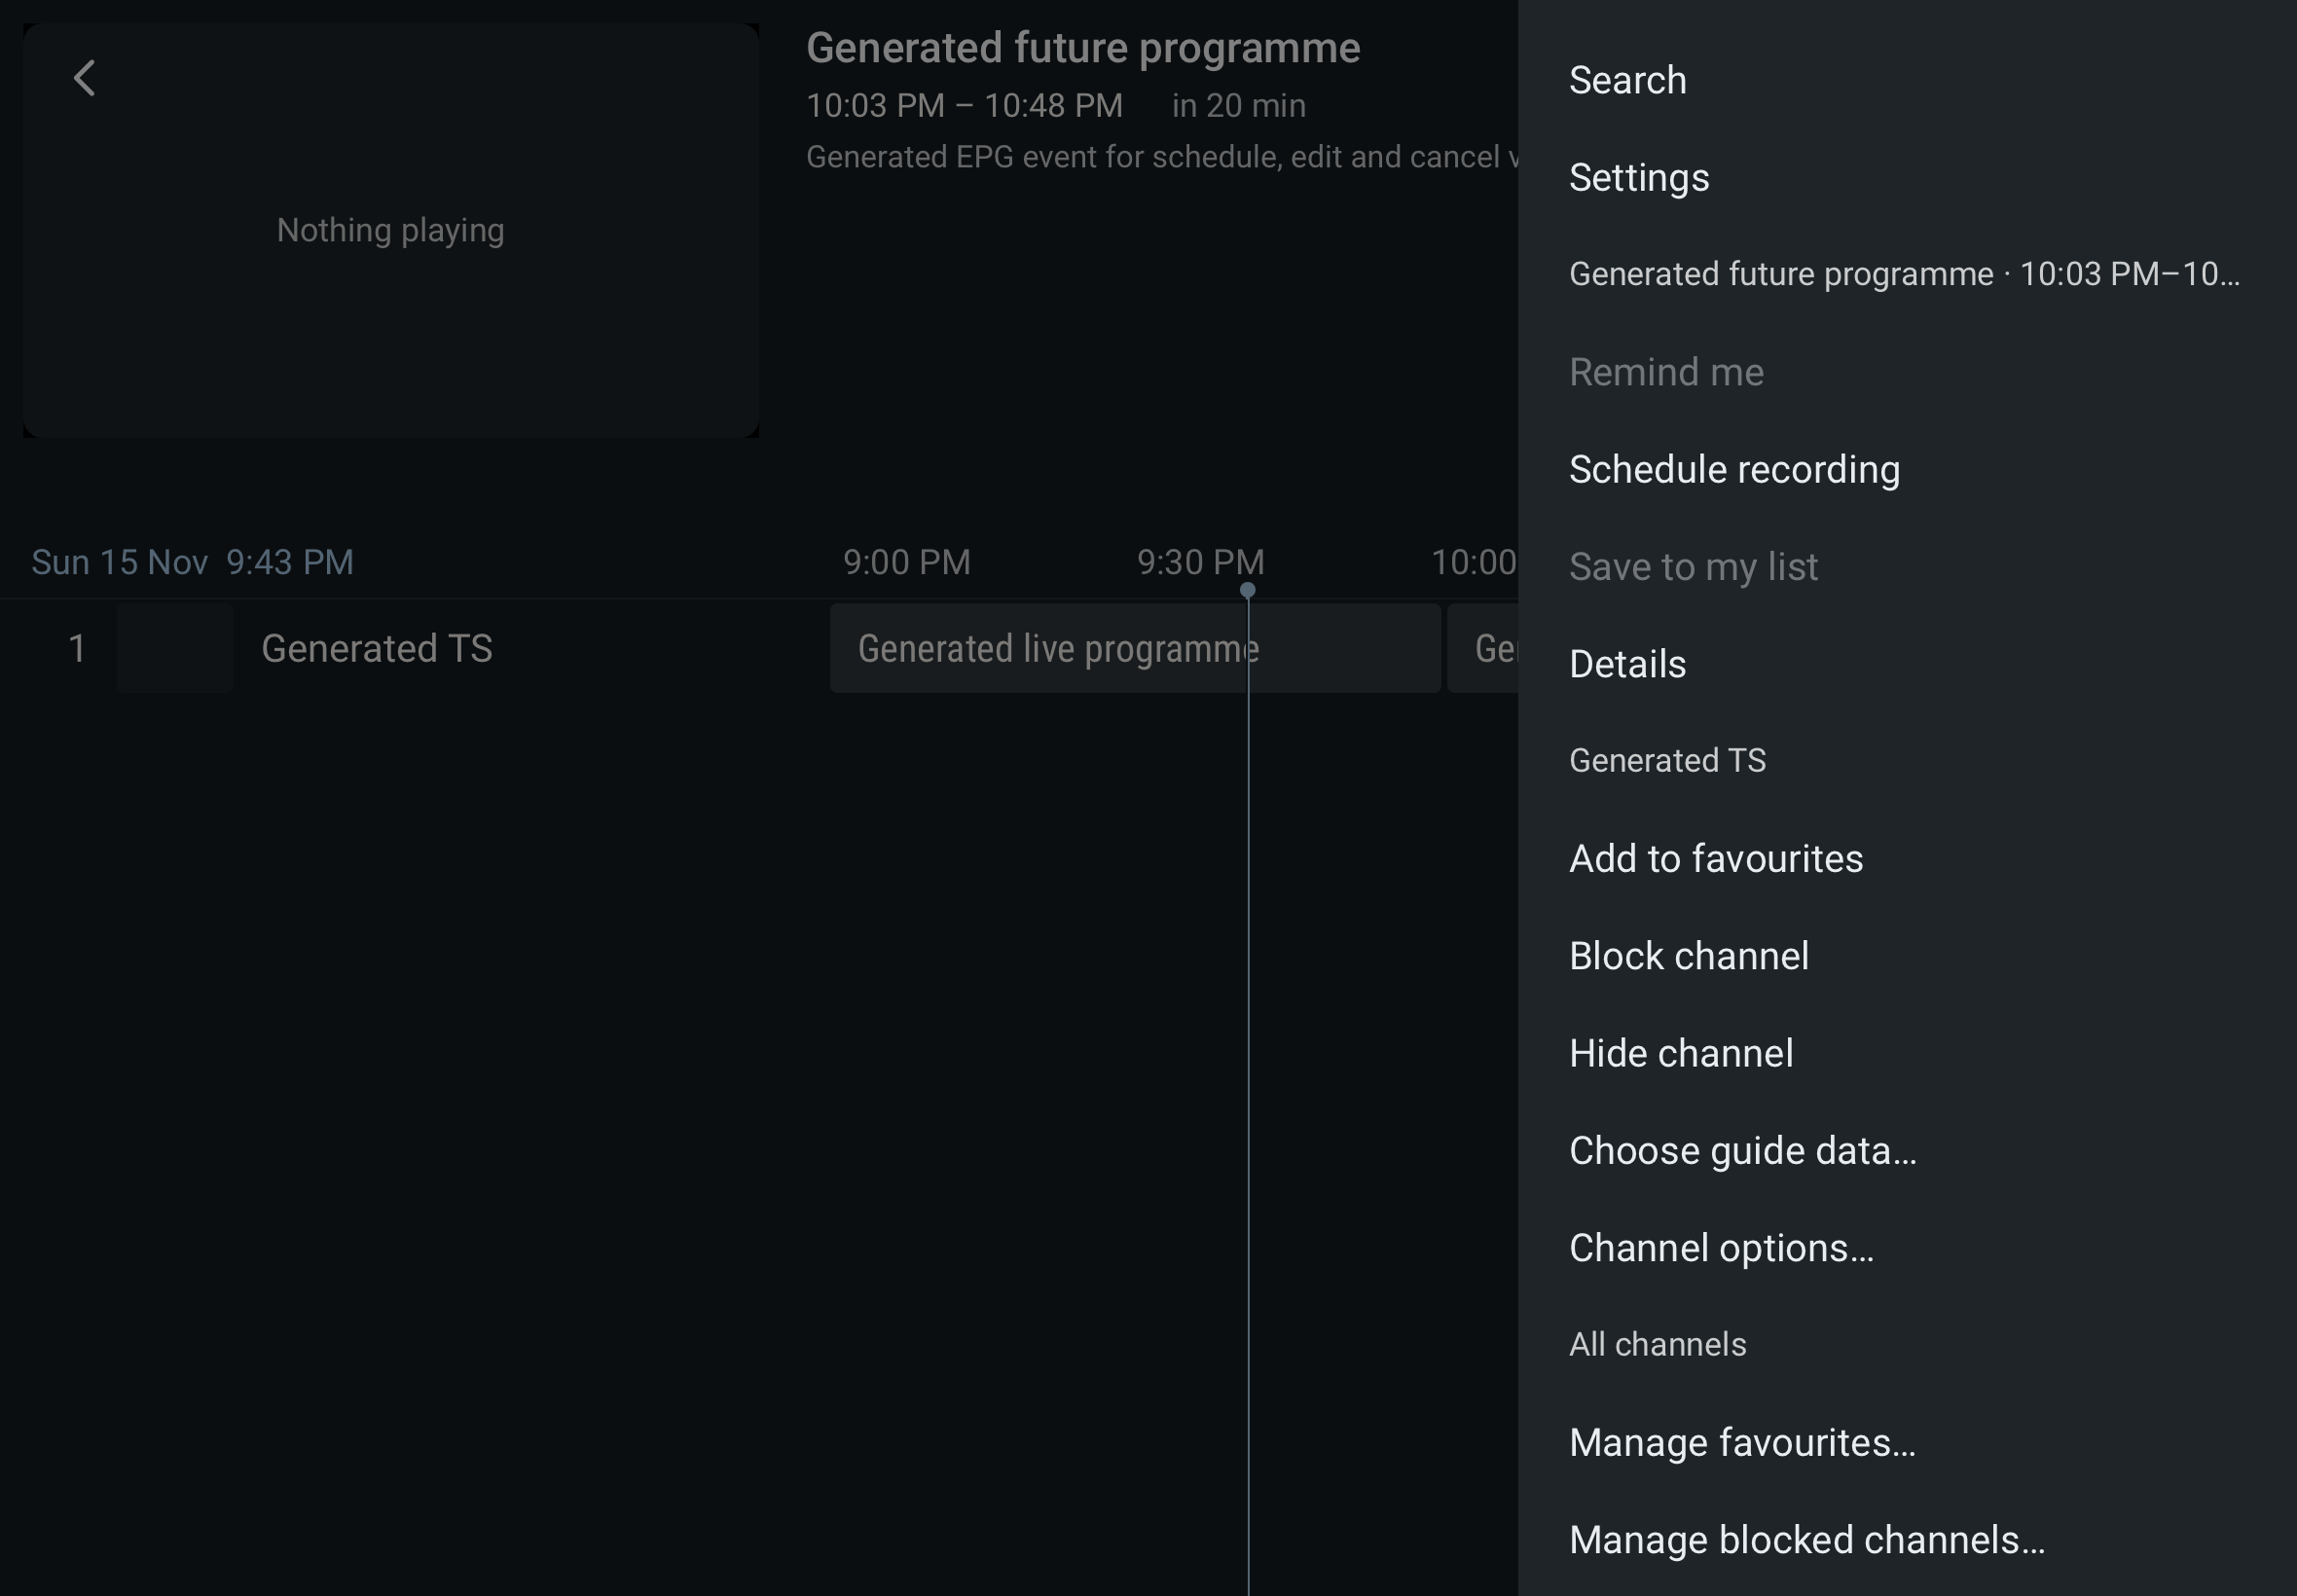 Generated future programme
10:03 PM – 10:48 PM in 20 min
Generated EPG event for schedule, edit and cancel
Nothing playing
Sun 15 Nov 9:43 PM
9:00 PM
9:30 PM
10:00
1
Generated TS
Generated live programme
Search
Settings
Generated future programme · 10:03 PM–10…
Remind me
Schedule recording
Save to my list
Details
Generated TS
Add to favourites
Block channel
Hide channel
Choose guide data…
Channel options…
All channels
Manage favourites…
Manage blocked channels…